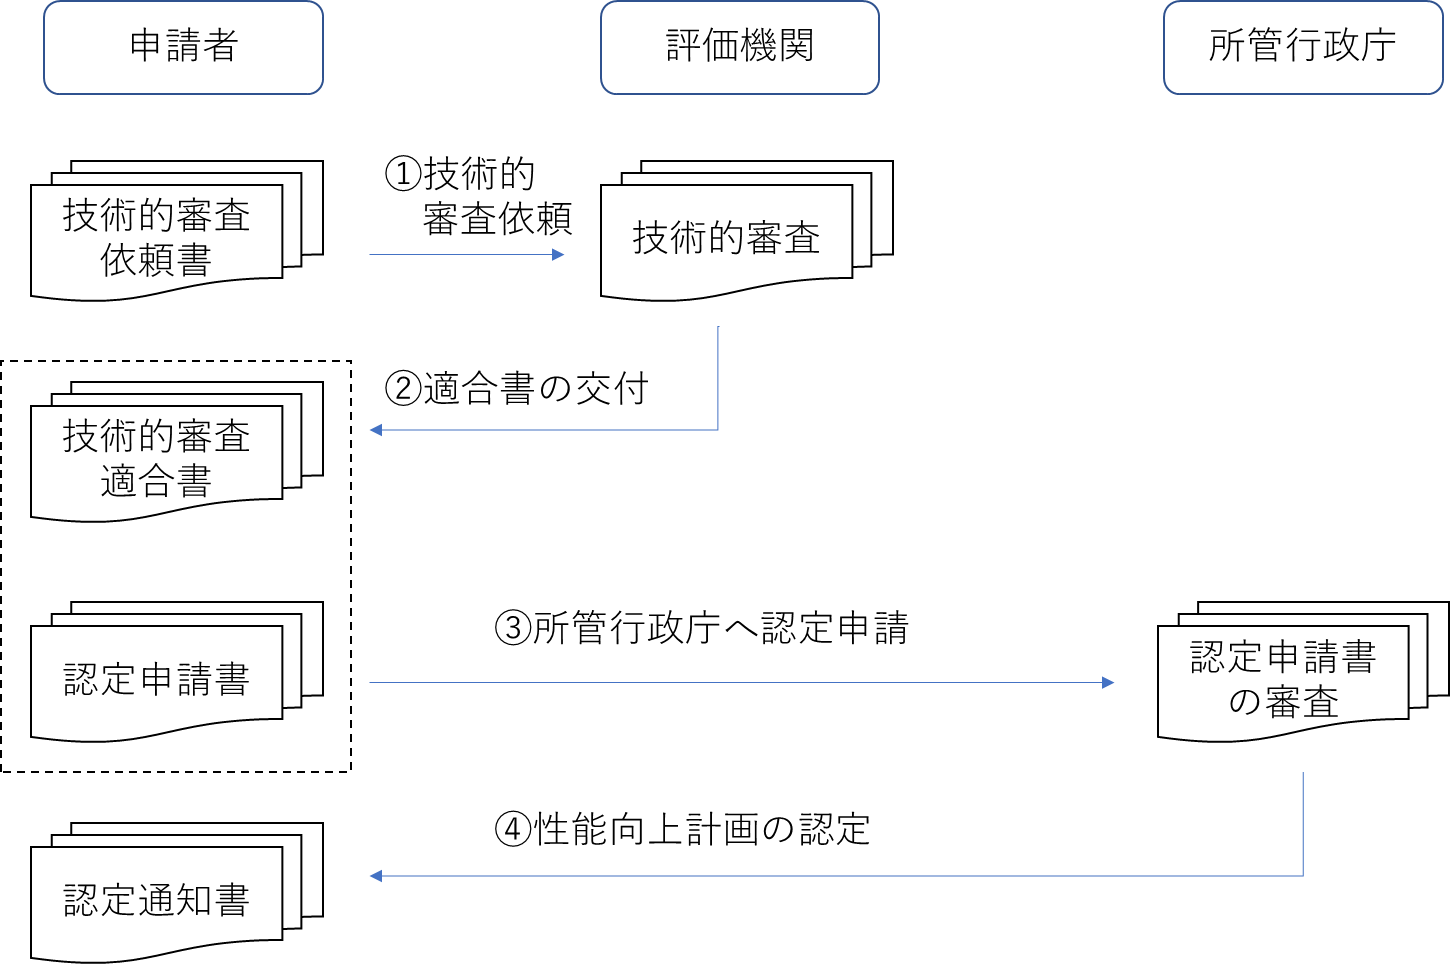 申請者
評価機関
所管行政庁
技術的審査
依頼書
①技術的
審査依頼
技術的審査
②適合書の交付
技術的審査
適合書
③所管行政庁へ認定申請
認定申請書
認定申請書
の審査
④性能向上計画の認定
認定通知書